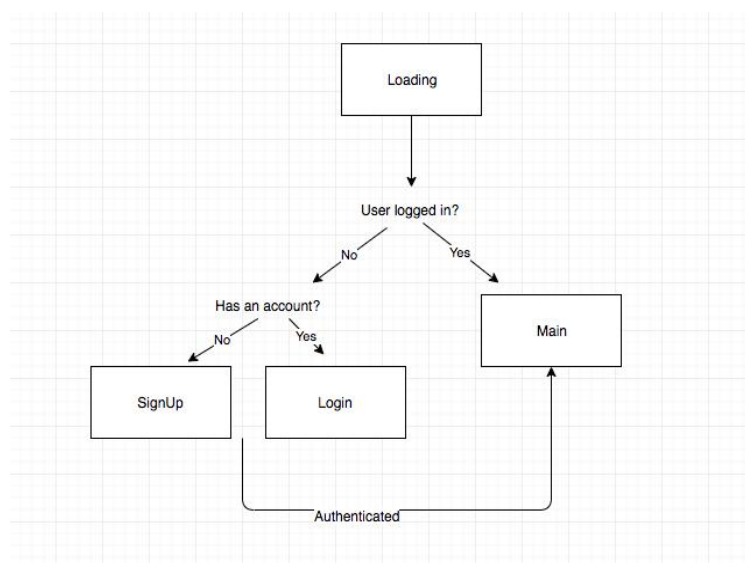 Loading
User logged in?
No
Yes
Has an account?
Main
No
Yes
SignUp
Login
Authenticated